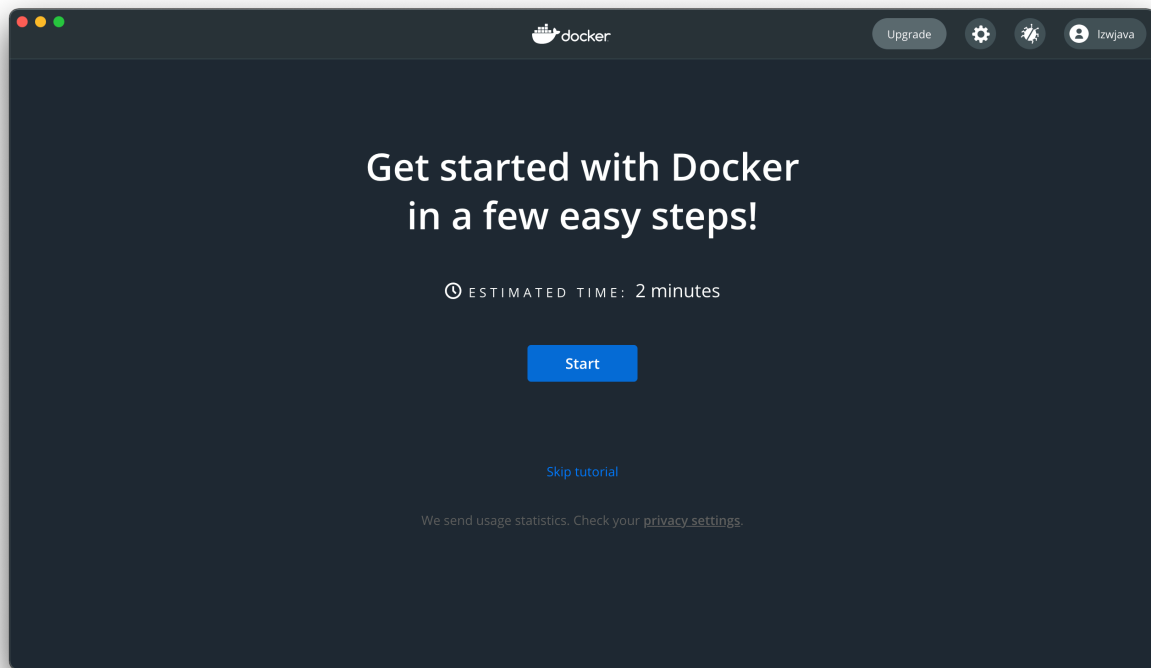 docker
Upgrade
lzwjava
Get started with Docker
in a few easy steps!
ESTIMATED TIME: 2 minutes
Start
Skip tutorial
We send usage statistics. Check your privacy settings.